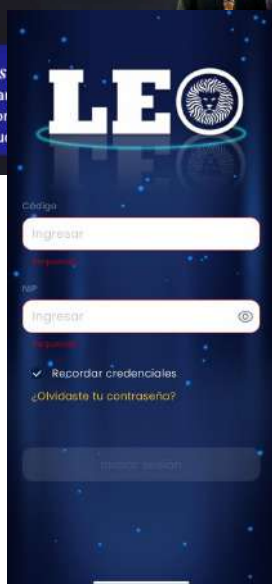 LEO
Código
Ingresar
Requerido
NIP
Ingresar
Requerido
Recordar credenciales
¿Olvidaste tu contraseña?
Iniciar sesión